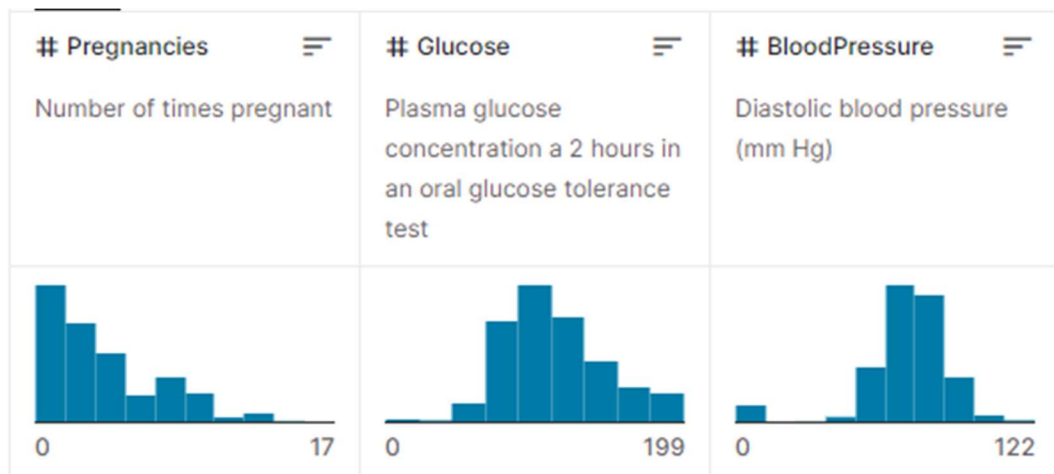 # Pregnancies
Number of times pregnant
# Glucose
Plasma glucose
concentration a 2 hours in
an oral glucose tolerance
test
# BloodPressure
Diastolic blood pressure
(mm Hg)
0 17
0 199
0 122